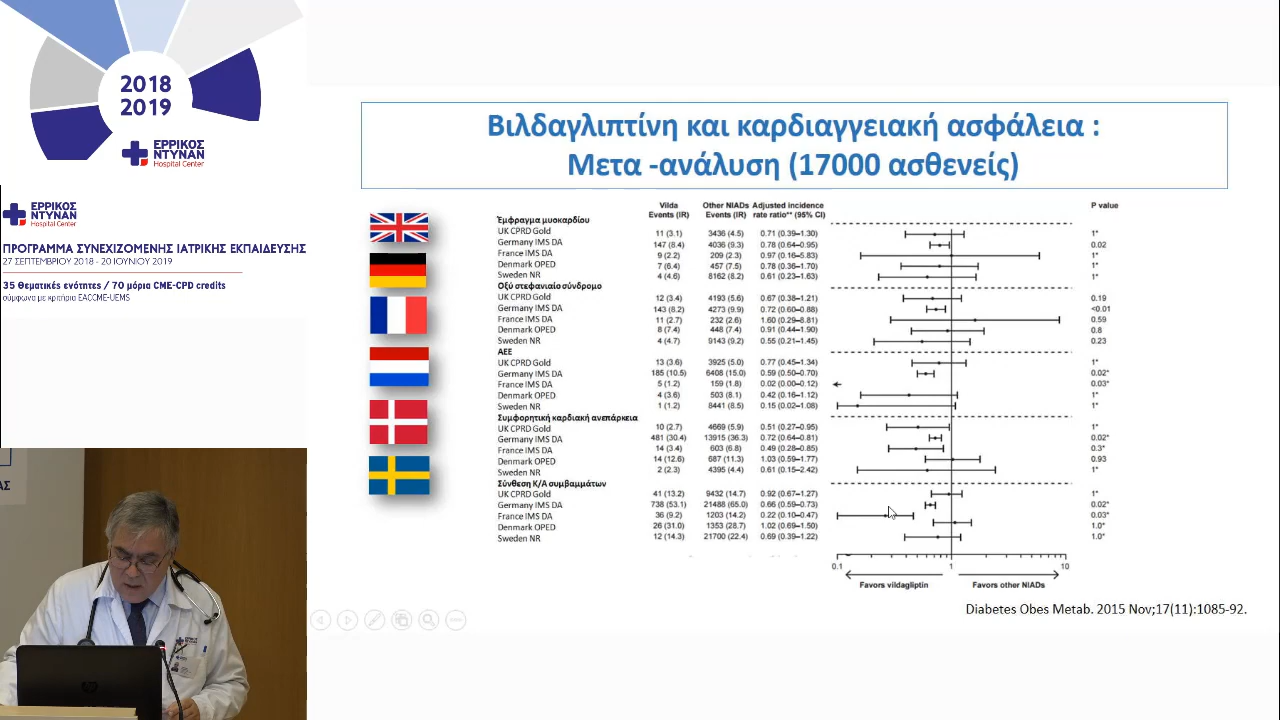 2018
2019
ΕΡΡΙΚΟΣ
ΝΤΥΝΑΝ
Hospital Center
ΕΡΡΙΚΟΣ
ΝΤΥΝΑΝ
Hospital Center
ΠΡΟΓΡΑΜΜΑ ΣΥΝΕΧΙΖΟΜΕΝΗΣ ΙΑΤΡΙΚΗΣ ΕΚΠΑΙΔΕΥΣΗΣ
27 ΣΕΠΤΕΜΒΡΙΟΥ 2018 - 20 ΙΟΥΝΙΟΥ 2019
35 Θεματικές ενότητες / 70 μόρια CME-CPD credits
σύμφωνα με κριτήρια EACCME-UEMS
Βιλδαγλιπτίνη και καρδιαγγειακή ασφάλεια :
Μετα -ανάλυση (17000 ασθενείς)
Vilda Events (IR) Other NIADs Events (IR) Adjusted incidence rate ratio** (95% CI) P value
Έμφραγμα μυοκαρδίου
UK CPRD Gold 11 (3.1) 3436 (4.5) 0.71 (0.39–1.30) 1*
Germany IMS DA 147 (8.4) 4036 (9.3) 0.78 (0.64–0.95) 0.02
France IMS DA 9 (2.2) 209 (2.3) 0.97 (0.16–5.83) 1*
Denmark OPED 7 (6.4) 457 (7.5) 0.78 (0.36–1.70) 1*
Sweden NR 4 (4.6) 8162 (8.2) 0.61 (0.23–1.63) 1*
Οξύ στεφανιαίο σύνδρομο
UK CPRD Gold 12 (3.4) 4193 (5.6) 0.67 (0.38–1.21) 0.19
Germany IMS DA 143 (8.2) 4273 (9.9) 0.72 (0.60–0.88) <0.01
France IMS DA 11 (2.7) 232 (2.6) 1.60 (0.29–8.81) 0.59
Denmark OPED 8 (7.4) 448 (7.4) 0.91 (0.44–1.90) 0.8
Sweden NR 4 (4.7) 9143 (9.2) 0.55 (0.21–1.45) 0.23
ΑΕΕ
UK CPRD Gold 13 (3.6) 3925 (5.0) 0.77 (0.45–1.34) 1*
Germany IMS DA 185 (10.5) 6408 (15.0) 0.59 (0.50–0.70) 0.02*
France IMS DA 5 (1.2) 159 (1.8) 0.02 (0.00–0.12) 0.03*
Denmark OPED 4 (3.6) 503 (8.1) 0.42 (0.16–1.12) 1*
Sweden NR 1 (1.2) 8441 (8.5) 0.15 (0.02–1.08) 1*
Συμφορητική καρδιακή ανεπάρκεια
UK CPRD Gold 10 (2.7) 4669 (5.9) 0.51 (0.27–0.95) 1*
Germany IMS DA 481 (30.4) 13915 (36.3) 0.72 (0.64–0.81) 0.02*
France IMS DA 14 (3.4) 603 (6.8) 0.49 (0.28–0.85) 0.3*
Denmark OPED 14 (12.6) 687 (11.3) 1.03 (0.59–1.77) 0.93
Sweden NR 2 (2.3) 4395 (4.4) 0.61 (0.15–2.42) 1*
Σύνθεση Κ/Α συμβαμμάτων
UK CPRD Gold 41 (13.2) 9432 (14.7) 0.92 (0.67–1.27) 1*
Germany IMS DA 738 (53.1) 21488 (65.0) 0.66 (0.59–0.73) 0.02*
France IMS DA 36 (9.2) 1203 (14.2) 0.22 (0.10–0.47) 0.03*
Denmark OPED 26 (31.0) 1353 (28.7) 1.02 (0.69–1.50) 1.0*
Sweden NR 12 (14.3) 21700 (22.4) 0.69 (0.39–1.22) 1.0*
0.1 1 10
Favors vildagliptin Favors other NIADs
Diabetes Obes Metab. 2015 Nov;17(11):1085-92.